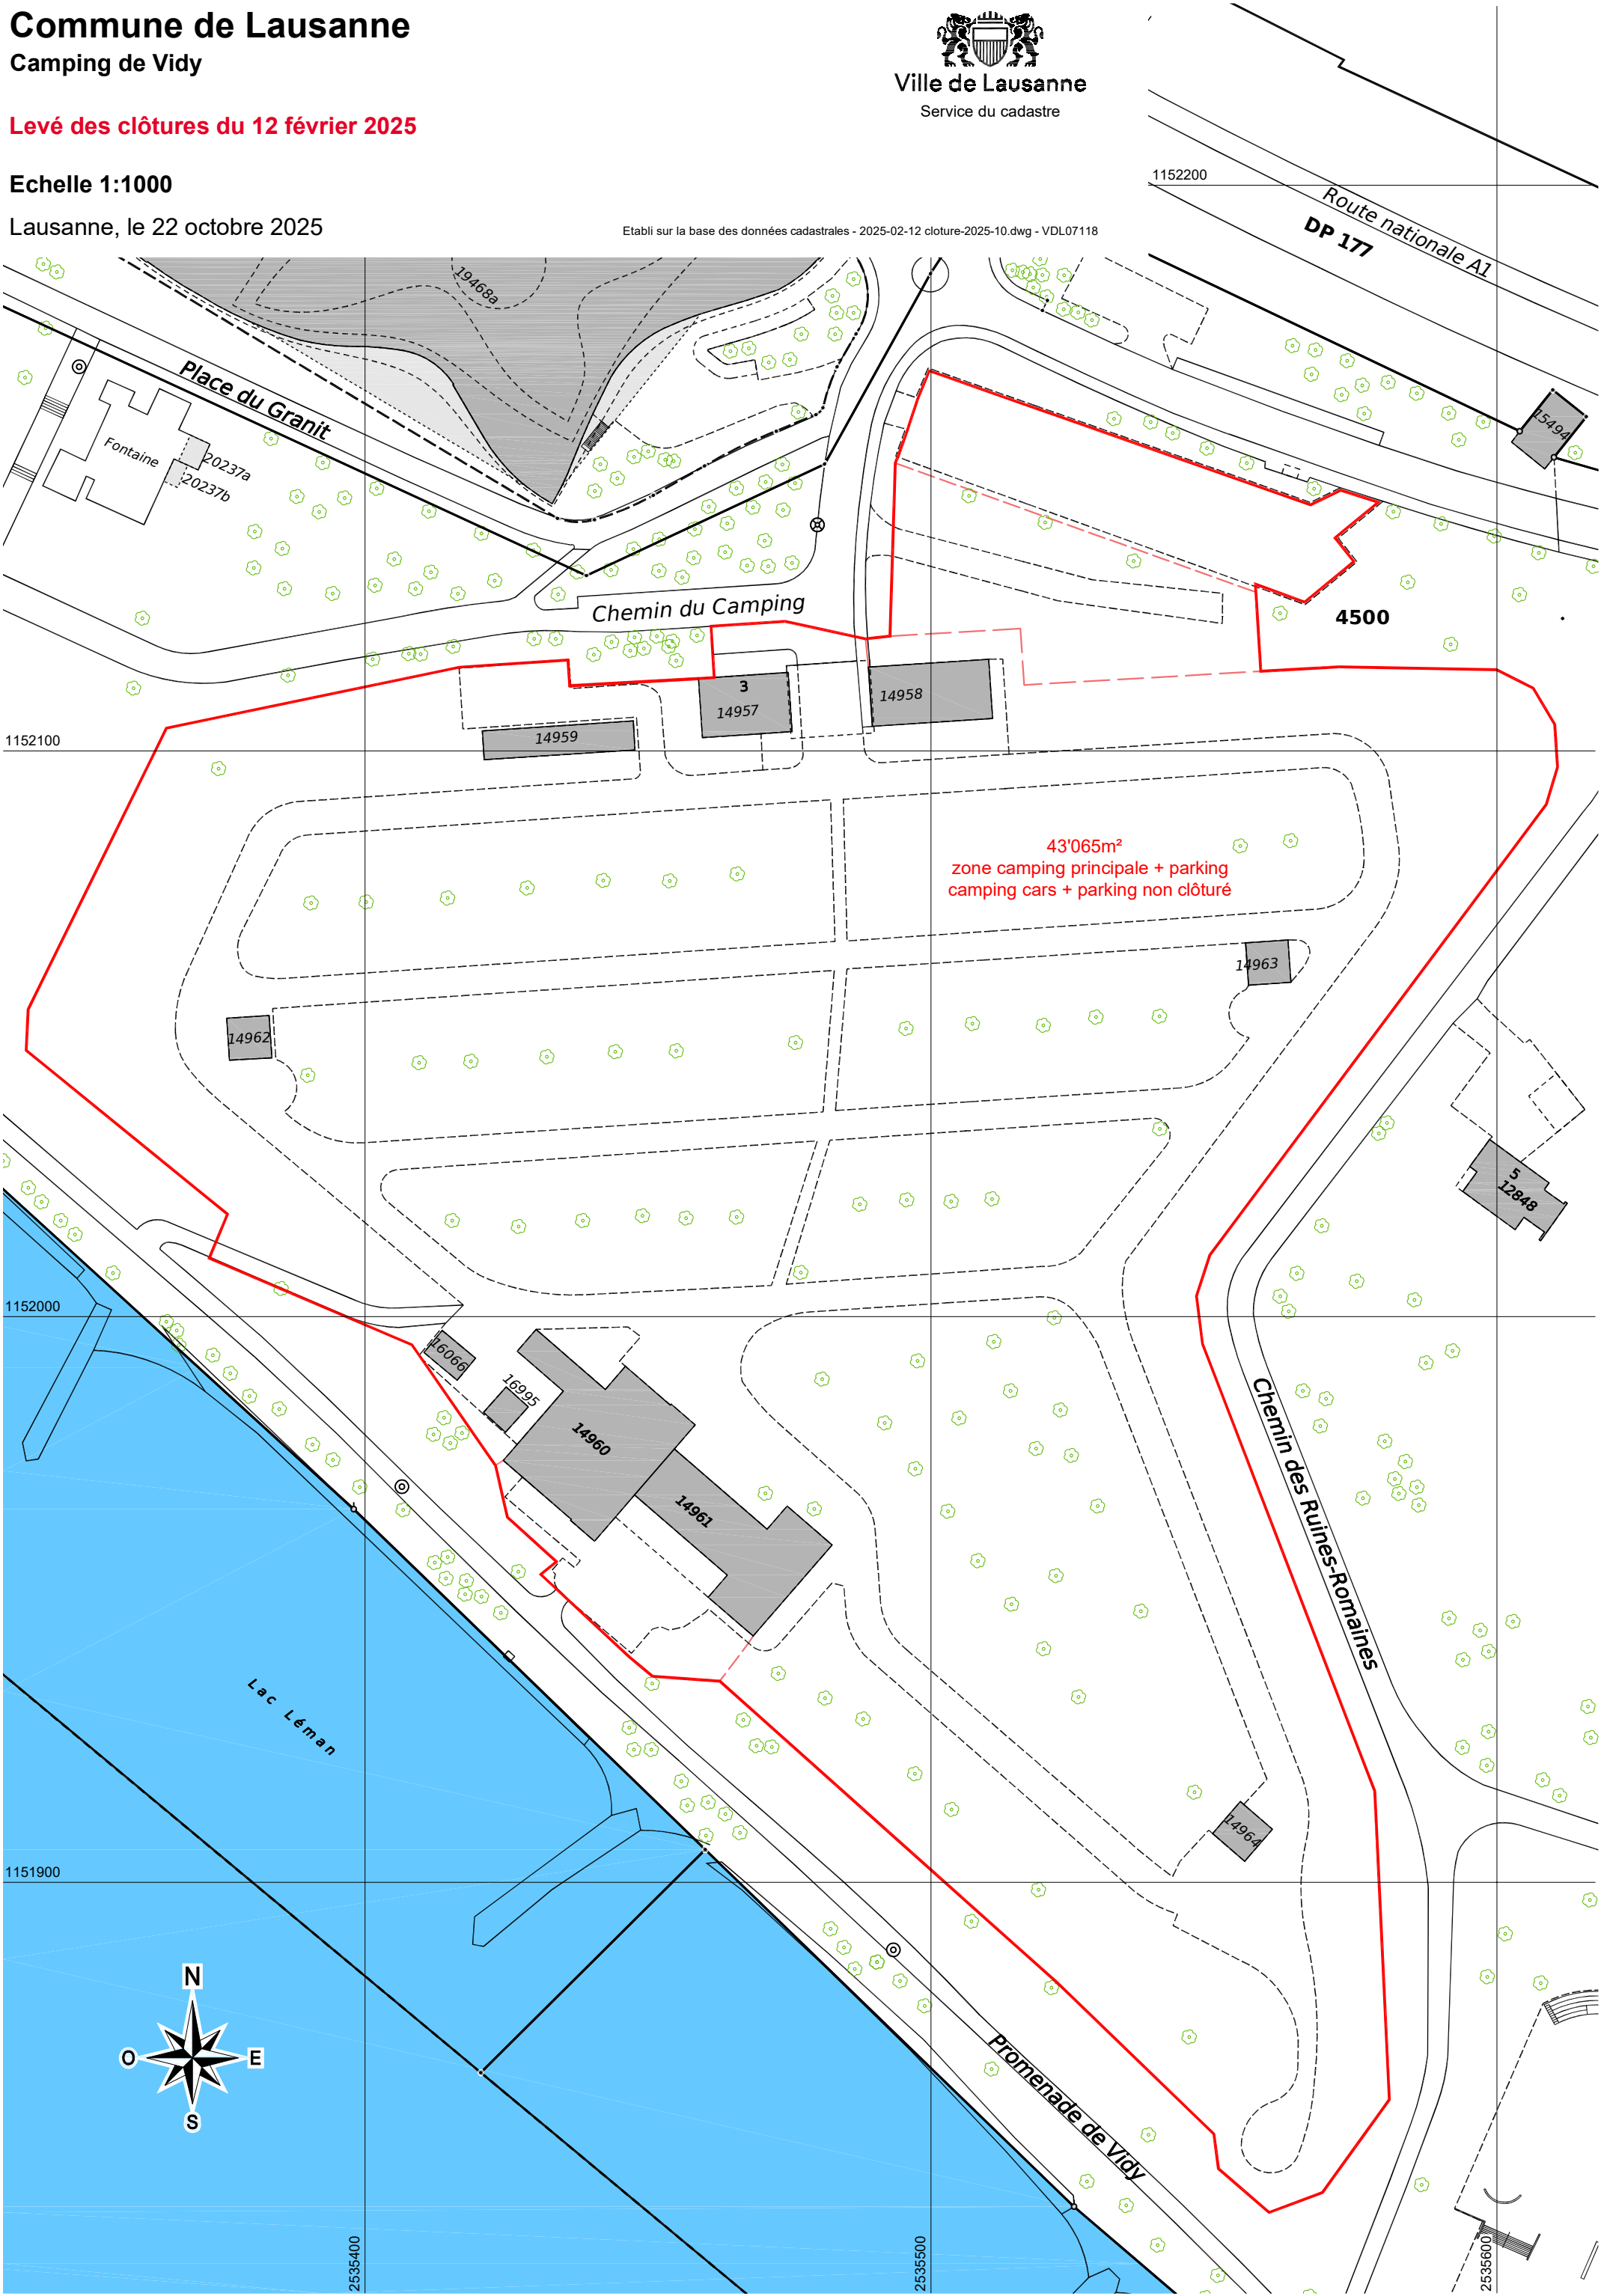 Commune de Lausanne
Camping de Vidy
Levé des clôtures du 12 février 2025
Echelle 1:1000
Lausanne, le 22 octobre 2025
Ville de Lausanne
Service du cadastre
Etabli sur la base des données cadastrales - 2025-02-12 cloture-2025-10.dwg - VDL07118
1152200
Route nationale A1
DP 177
19468a
Place du Granit
Fontaine
20237a
20237b
15494
Chemin du Camping
4500
3
14957
14958
14959
1152100
43'065m²
zone camping principale + parking
camping cars + parking non clôturé
14963
14962
5
12848
1152000
16066
16995
14960
14961
Chemin des Ruines-Romaines
Lac Léman
14964
1151900
N
O
E
S
Promenade de Vidy
2535400
2535500
2535600